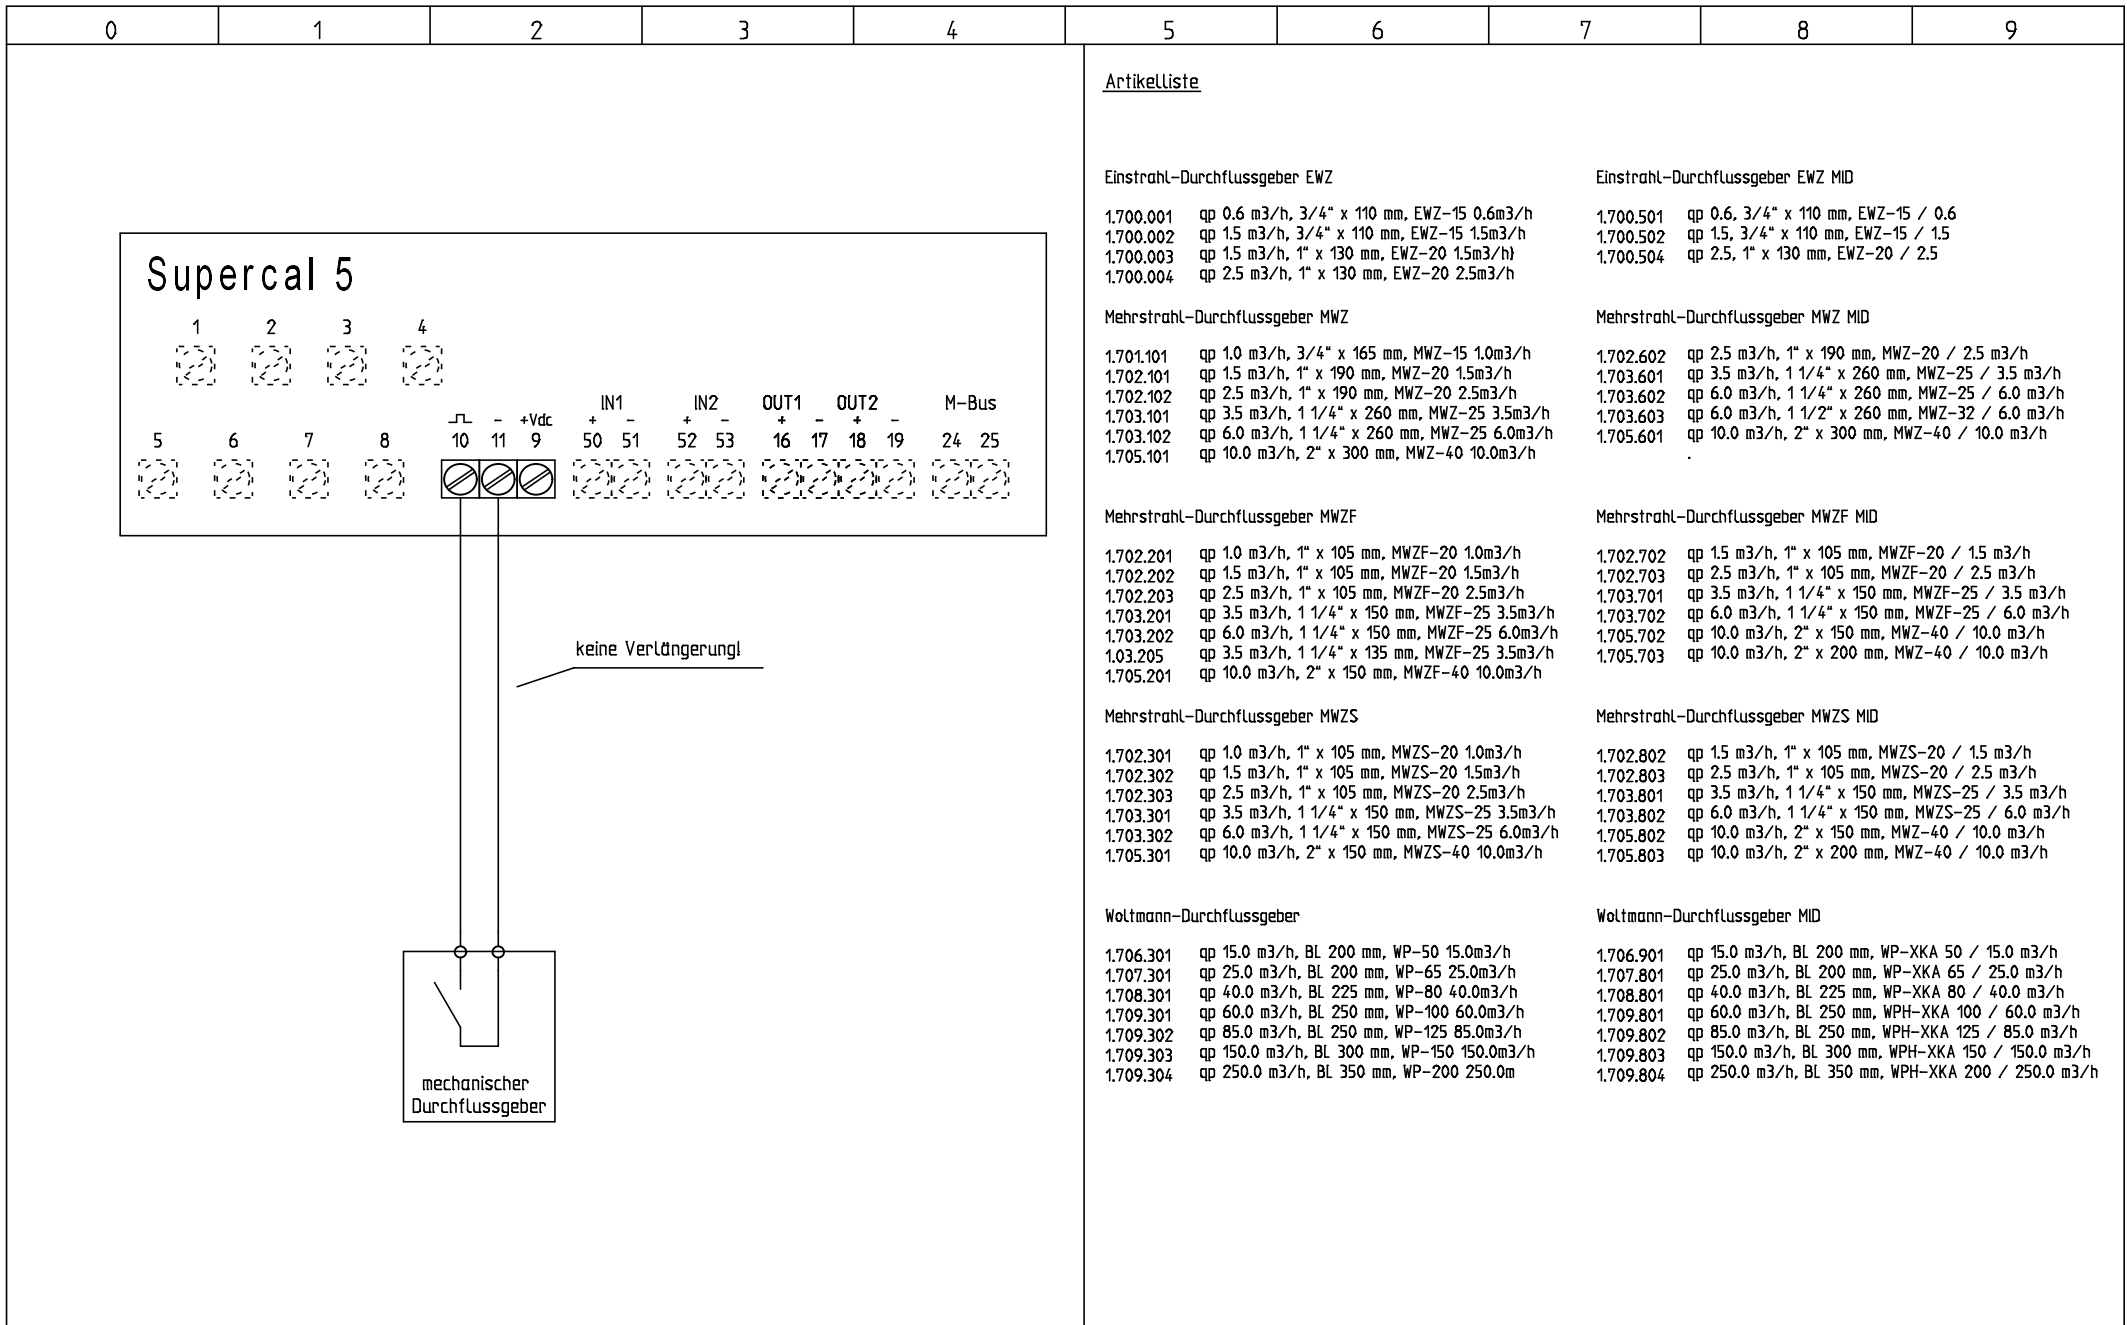 0 1 2 3 4 5 6 7 8 9
Supercal 5
1 2 3 4
IN1 IN2 OUT1 OUT2 M-Bus
- +Vdc + - + - + - + -
5 6 7 8 10 11 9 50 51 52 53 16 17 18 19 24 25
keine Verlängerung!
mechanischer
Durchflussgeber
Artikelliste
Einstrahl-Durchflussgeber EWZ
1.700.001 qp 0.6 m3/h, 3/4" x 110 mm, EWZ-15 0.6m3/h
1.700.002 qp 1.5 m3/h, 3/4" x 110 mm, EWZ-15 1.5m3/h
1.700.003 qp 1.5 m3/h, 1" x 130 mm, EWZ-20 1.5m3/h)
1.700.004 qp 2.5 m3/h, 1" x 130 mm, EWZ-20 2.5m3/h
Mehrstrahl-Durchflussgeber MWZ
1.701.101 qp 1.0 m3/h, 3/4" x 165 mm, MWZ-15 1.0m3/h
1.702.101 qp 1.5 m3/h, 1" x 190 mm, MWZ-20 1.5m3/h
1.702.102 qp 2.5 m3/h, 1" x 190 mm, MWZ-20 2.5m3/h
1.703.101 qp 3.5 m3/h, 1 1/4" x 260 mm, MWZ-25 3.5m3/h
1.703.102 qp 6.0 m3/h, 1 1/4" x 260 mm, MWZ-25 6.0m3/h
1.705.101 qp 10.0 m3/h, 2" x 300 mm, MWZ-40 10.0m3/h
Mehrstrahl-Durchflussgeber MWZF
1.702.201 qp 1.0 m3/h, 1" x 105 mm, MWZF-20 1.0m3/h
1.702.202 qp 1.5 m3/h, 1" x 105 mm, MWZF-20 1.5m3/h
1.702.203 qp 2.5 m3/h, 1" x 105 mm, MWZF-20 2.5m3/h
1.703.201 qp 3.5 m3/h, 1 1/4" x 150 mm, MWZF-25 3.5m3/h
1.703.202 qp 6.0 m3/h, 1 1/4" x 150 mm, MWZF-25 6.0m3/h
1.03.205 qp 3.5 m3/h, 1 1/4" x 135 mm, MWZF-25 3.5m3/h
1.705.201 qp 10.0 m3/h, 2" x 150 mm, MWZF-40 10.0m3/h
Mehrstrahl-Durchflussgeber MWZS
1.702.301 qp 1.0 m3/h, 1" x 105 mm, MWZS-20 1.0m3/h
1.702.302 qp 1.5 m3/h, 1" x 105 mm, MWZS-20 1.5m3/h
1.702.303 qp 2.5 m3/h, 1" x 105 mm, MWZS-20 2.5m3/h
1.703.301 qp 3.5 m3/h, 1 1/4" x 150 mm, MWZS-25 3.5m3/h
1.703.302 qp 6.0 m3/h, 1 1/4" x 150 mm, MWZS-25 6.0m3/h
1.705.301 qp 10.0 m3/h, 2" x 150 mm, MWZS-40 10.0m3/h
Woltmann-Durchflussgeber
1.706.301 qp 15.0 m3/h, BL 200 mm, WP-50 15.0m3/h
1.707.301 qp 25.0 m3/h, BL 200 mm, WP-65 25.0m3/h
1.708.301 qp 40.0 m3/h, BL 225 mm, WP-80 40.0m3/h
1.709.301 qp 60.0 m3/h, BL 250 mm, WP-100 60.0m3/h
1.709.302 qp 85.0 m3/h, BL 250 mm, WP-125 85.0m3/h
1.709.303 qp 150.0 m3/h, BL 300 mm, WP-150 150.0m3/h
1.709.304 qp 250.0 m3/h, BL 350 mm, WP-200 250.0m
Einstrahl-Durchflussgeber EWZ MID
1.700.501 qp 0.6, 3/4" x 110 mm, EWZ-15 / 0.6
1.700.502 qp 1.5, 3/4" x 110 mm, EWZ-15 / 1.5
1.700.504 qp 2.5, 1" x 130 mm, EWZ-20 / 2.5
Mehrstrahl-Durchflussgeber MWZ MID
1.702.602 qp 2.5 m3/h, 1" x 190 mm, MWZ-20 / 2.5 m3/h
1.703.601 qp 3.5 m3/h, 1 1/4" x 260 mm, MWZ-25 / 3.5 m3/h
1.703.602 qp 6.0 m3/h, 1 1/4" x 260 mm, MWZ-25 / 6.0 m3/h
1.703.603 qp 6.0 m3/h, 1 1/2" x 260 mm, MWZ-32 / 6.0 m3/h
1.705.601 qp 10.0 m3/h, 2" x 300 mm, MWZ-40 / 10.0 m3/h
.
Mehrstrahl-Durchflussgeber MWZF MID
1.702.702 qp 1.5 m3/h, 1" x 105 mm, MWZF-20 / 1.5 m3/h
1.702.703 qp 2.5 m3/h, 1" x 105 mm, MWZF-20 / 2.5 m3/h
1.703.701 qp 3.5 m3/h, 1 1/4" x 150 mm, MWZF-25 / 3.5 m3/h
1.703.702 qp 6.0 m3/h, 1 1/4" x 150 mm, MWZF-25 / 6.0 m3/h
1.705.702 qp 10.0 m3/h, 2" x 150 mm, MWZ-40 / 10.0 m3/h
1.705.703 qp 10.0 m3/h, 2" x 200 mm, MWZ-40 / 10.0 m3/h
Mehrstrahl-Durchflussgeber MWZS MID
1.702.802 qp 1.5 m3/h, 1" x 105 mm, MWZS-20 / 1.5 m3/h
1.702.803 qp 2.5 m3/h, 1" x 105 mm, MWZS-20 / 2.5 m3/h
1.703.801 qp 3.5 m3/h, 1 1/4" x 150 mm, MWZS-25 / 3.5 m3/h
1.703.802 qp 6.0 m3/h, 1 1/4" x 150 mm, MWZS-25 / 6.0 m3/h
1.705.802 qp 10.0 m3/h, 2" x 150 mm, MWZ-40 / 10.0 m3/h
1.705.803 qp 10.0 m3/h, 2" x 200 mm, MWZ-40 / 10.0 m3/h
Woltmann-Durchflussgeber MID
1.706.901 qp 15.0 m3/h, BL 200 mm, WP-XKA 50 / 15.0 m3/h
1.707.801 qp 25.0 m3/h, BL 200 mm, WP-XKA 65 / 25.0 m3/h
1.708.801 qp 40.0 m3/h, BL 225 mm, WP-XKA 80 / 40.0 m3/h
1.709.801 qp 60.0 m3/h, BL 250 mm, WPH-XKA 100 / 60.0 m3/h
1.709.802 qp 85.0 m3/h, BL 250 mm, WPH-XKA 125 / 85.0 m3/h
1.709.803 qp 150.0 m3/h, BL 300 mm, WPH-XKA 150 / 150.0 m3/h
1.709.804 qp 250.0 m3/h, BL 350 mm, WPH-XKA 200 / 250.0 m3/h